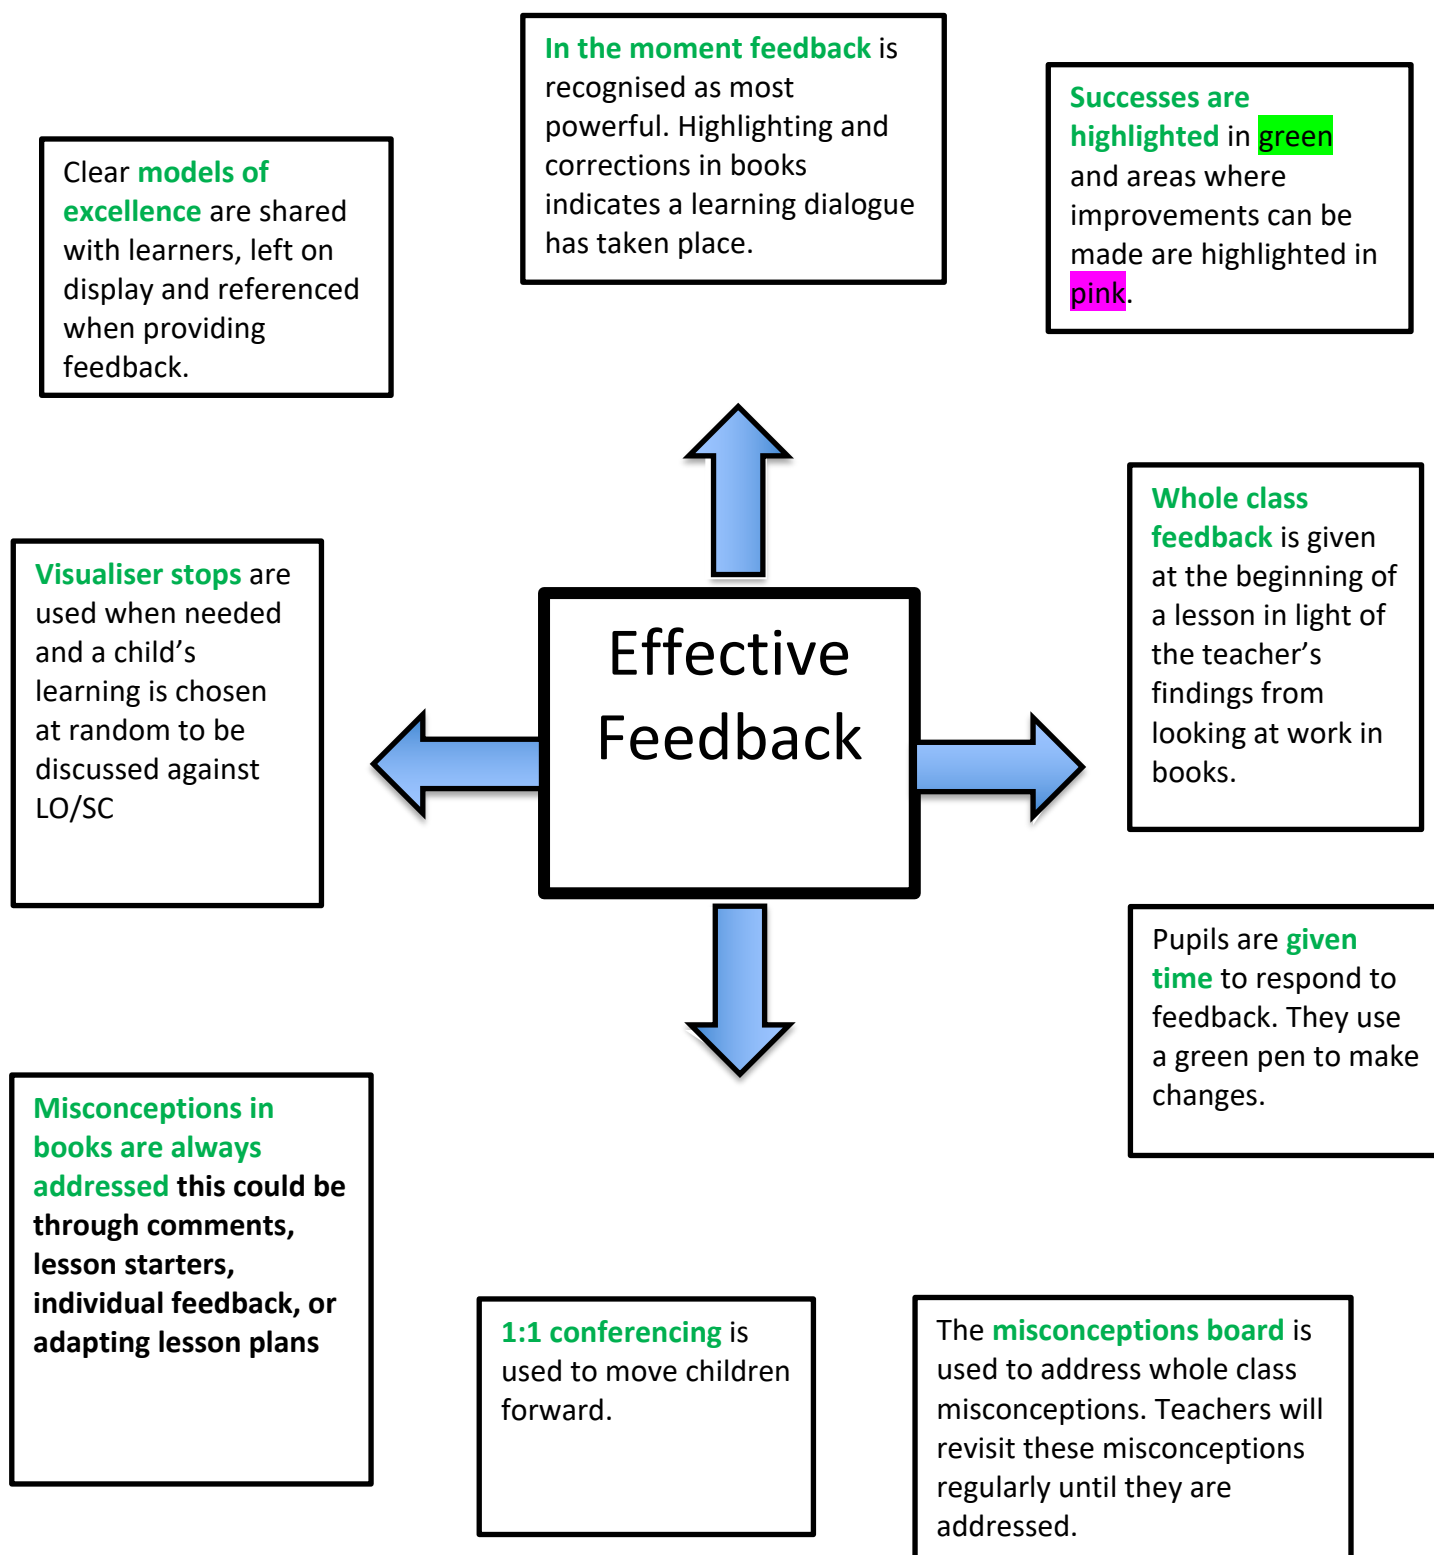 In the moment feedback is
recognised as most
powerful. Highlighting and
corrections in books
indicates a learning dialogue
has taken place.
Successes are
highlighted in green
and areas where
improvements can be
made are highlighted in
pink.
Clear models of
excellence are shared
with learners, left on
display and referenced
when providing
feedback.
Whole class
feedback is given
at the beginning of
a lesson in light of
the teacher’s
findings from
looking at work in
books.
Visualiser stops are
used when needed
and a child’s
learning is chosen
at random to be
discussed against
LO/SC
Effective
Feedback
Pupils are given
time to respond to
feedback. They use
a green pen to make
changes.
Misconceptions in
books are always
addressed this could be
through comments,
lesson starters,
individual feedback, or
adapting lesson plans
1:1 conferencing is
used to move children
forward.
The misconceptions board is
used to address whole class
misconceptions. Teachers will
revisit these misconceptions
regularly until they are
addressed.